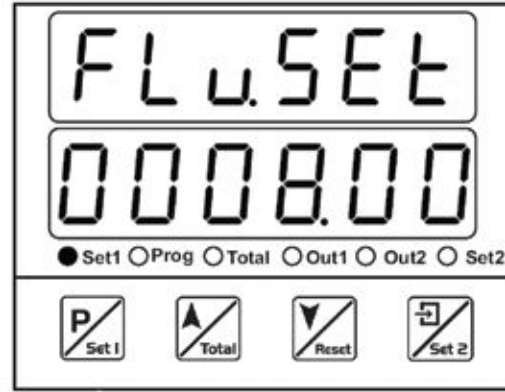 FLu.SEt
0008.00
Set1 Prog Total Out1 Out2 Set2
P Set1 Total Reset Set 2